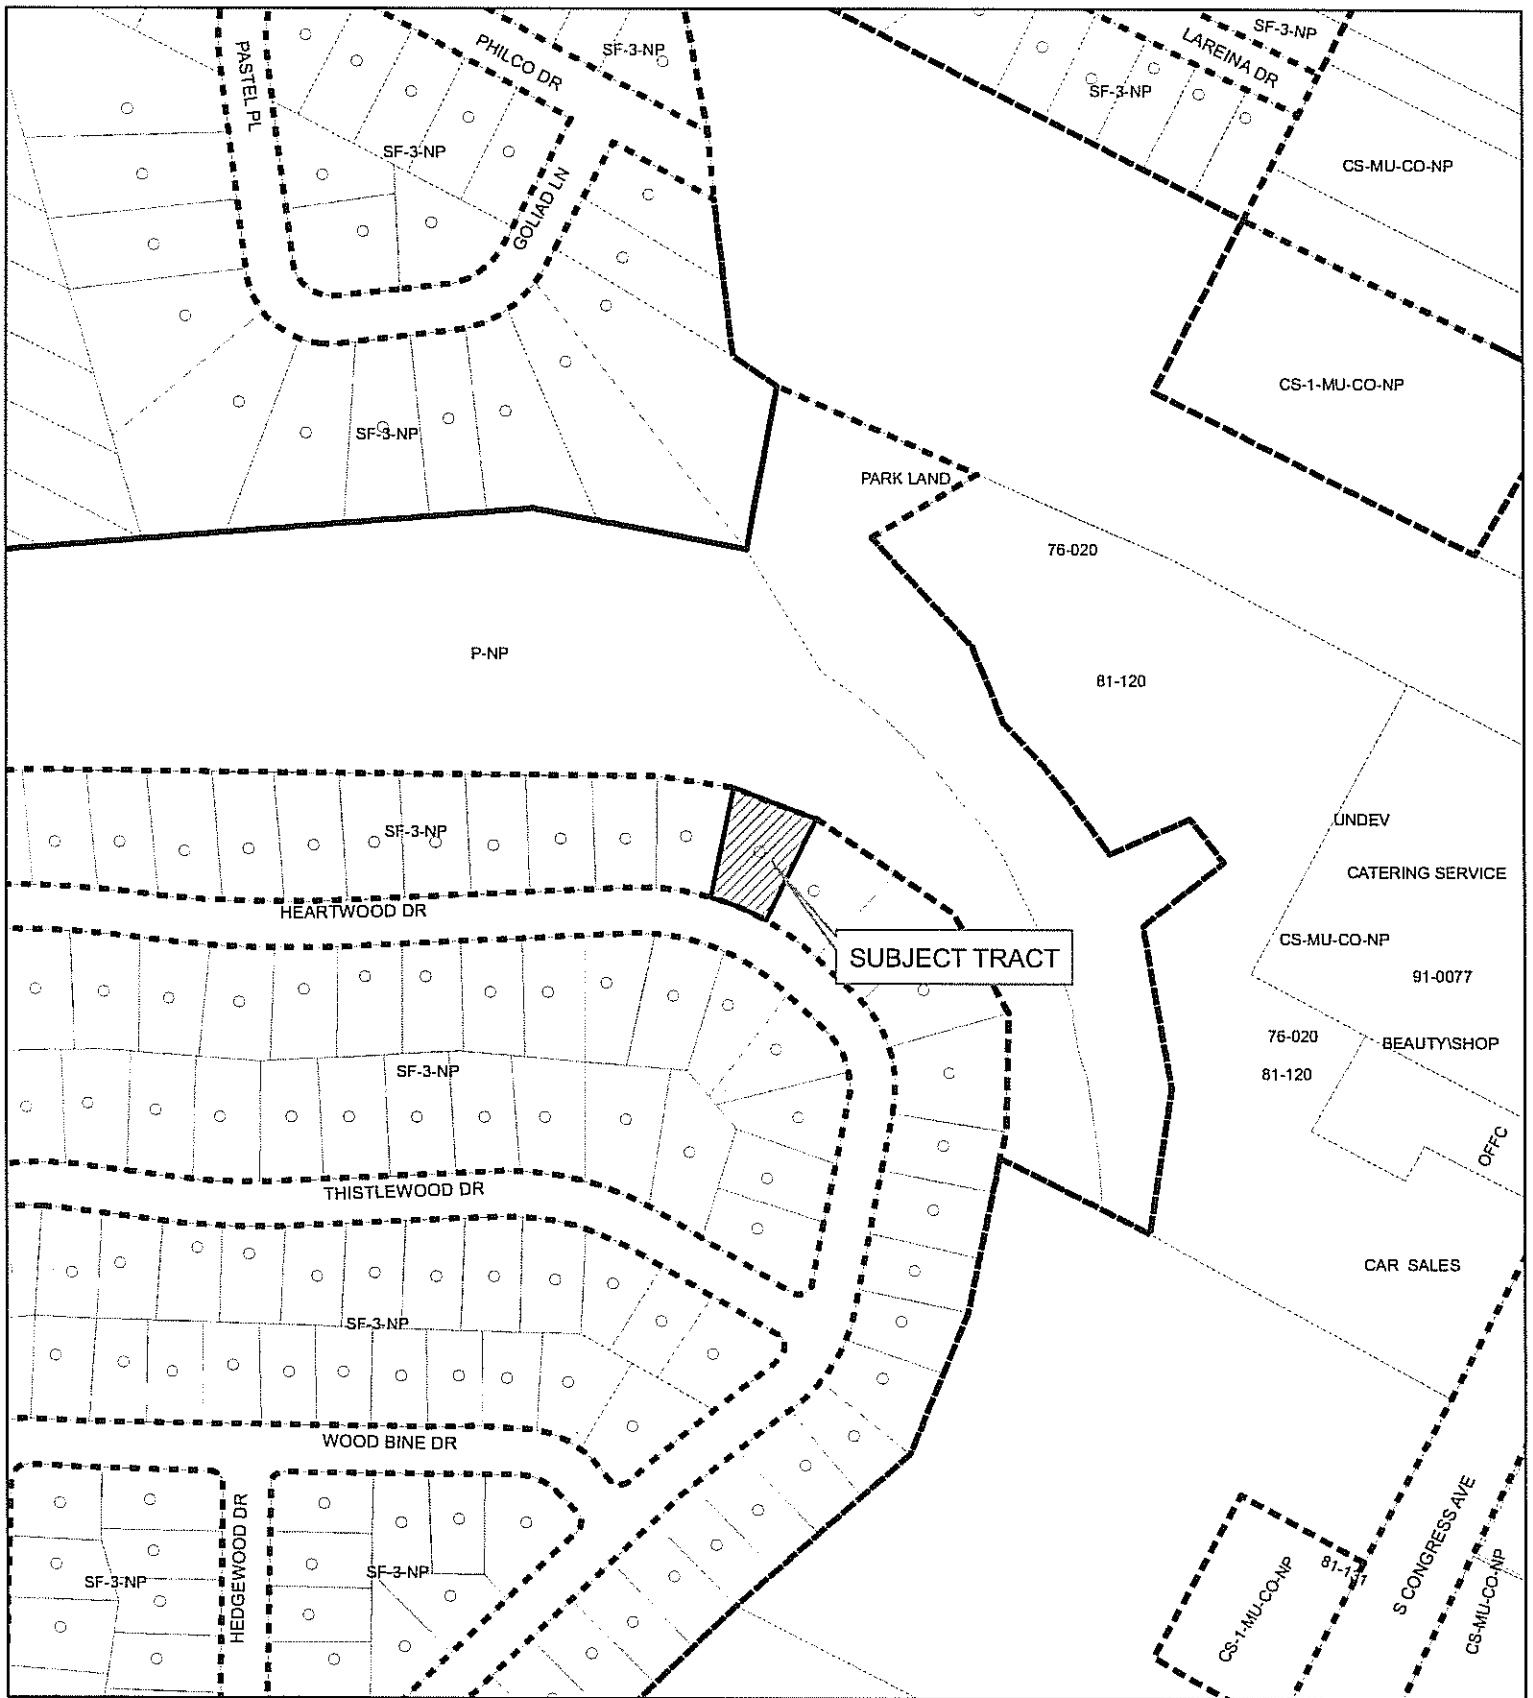 SF-3-NP
PHILCO DR
SF-3-NP
LAREINA DR
PASTEL PL
SF-3-NP
SF-3-NP
CS-MU-CO-NP
GOLIAD LN
CS-1-MU-CO-NP
SF-3-NP
PARK LAND
76-020
P-NP
81-120
UNDEV
SF-3-NP
CATERING SERVICE
HEARTWOOD DR
CS-MU-CO-NP
SUBJECT TRACT
91-0077
76-020
BEAUTY\SHOP
SF-3-NP
81-120
OFFC
THISTLEWOOD DR
CAR SALES
SF-3-NP
WOOD BINE DR
HEDGEWOOD DR
SF-3-NP
SF-3-NP
S CONGRESS AVE
CS-1-MU-CO-NP
CS-MU-CO-NP